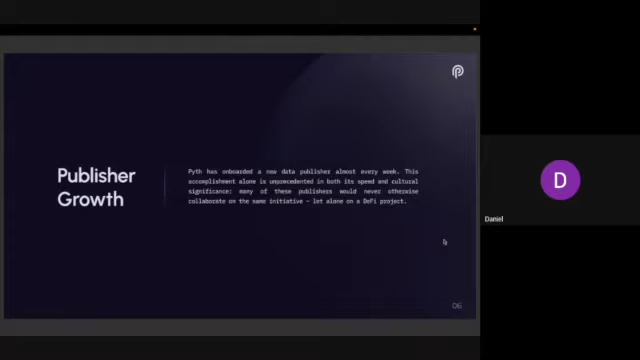 Publisher
Growth
Pyth has onboarded a new data publisher almost every week. This
accomplishment alone is unprecedented in both its speed and cultural
significance: many of these publishers would never otherwise
collaborate on the same initiative – let alone on a DeFi project.
06
D
Daniel